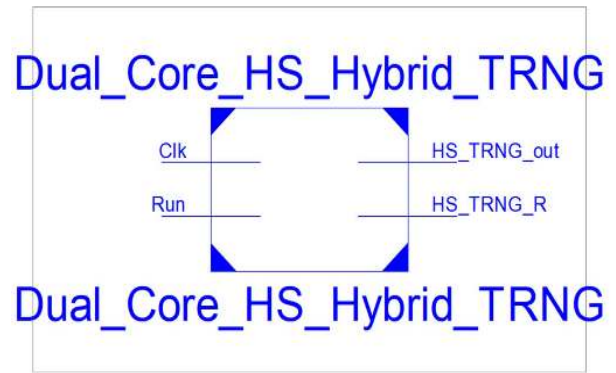 Dual_Core_HS_Hybrid_TRNG
Clk HS_TRNG_out
Run HS_TRNG_R
Dual_Core_HS_Hybrid_TRNG